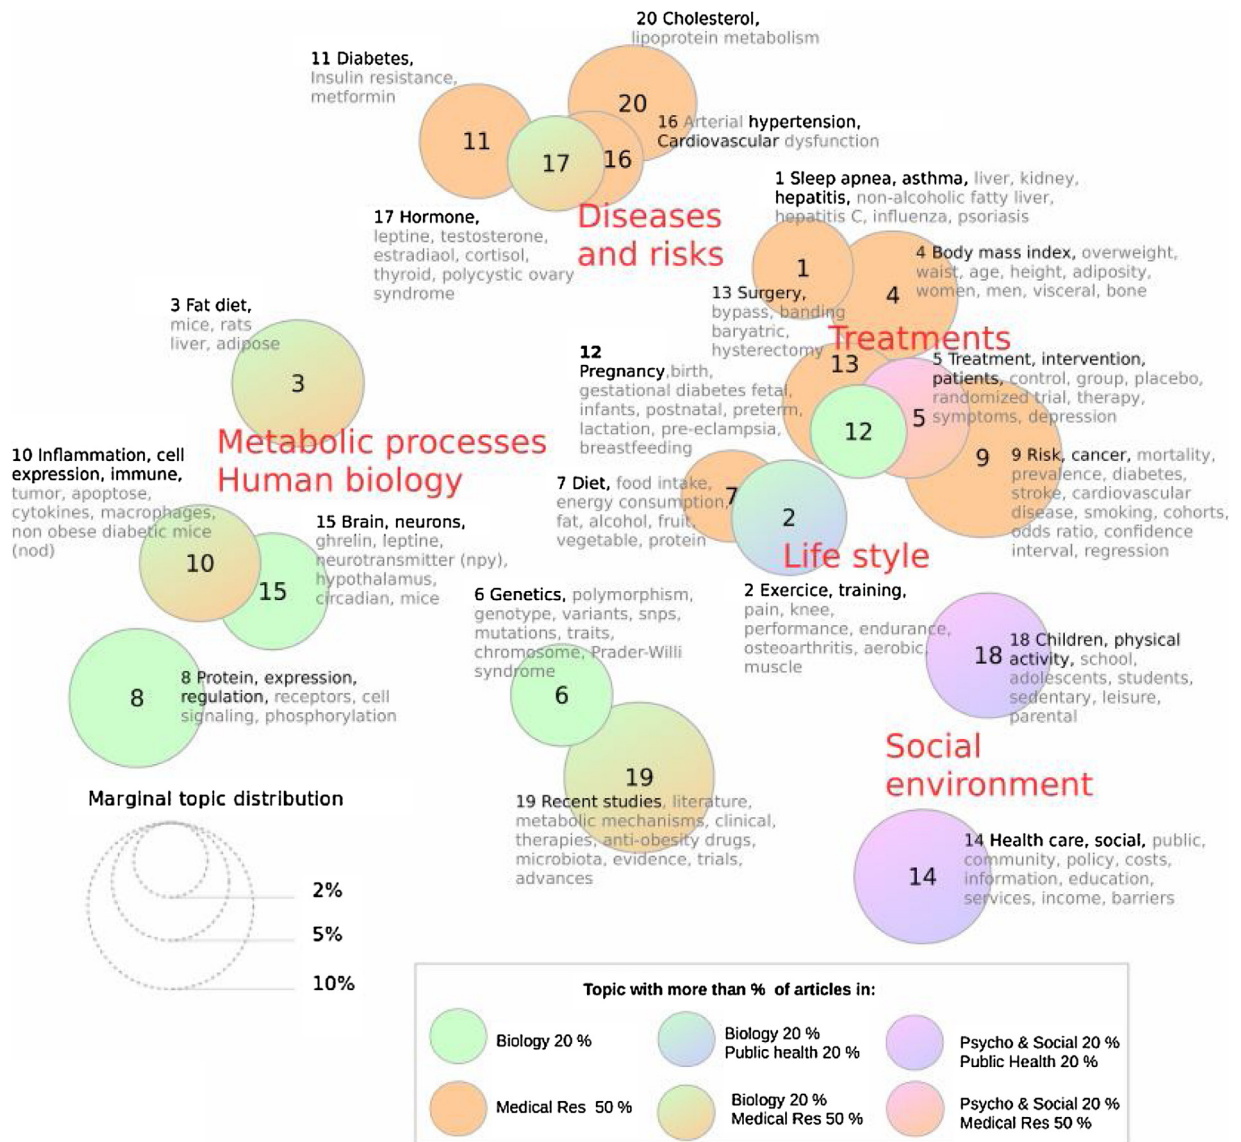 20 Cholesterol,
lipoprotein metabolism
11 Diabetes,
Insulin resistance,
metformin
20
11
16 Arterial hypertension,
Cardiovascular dysfunction
17
16
1 Sleep apnea, asthma, liver, kidney,
hepatitis, non-alcoholic fatty liver,
hepatitis C, influenza, psoriasis
17 Hormone,
leptine, testosterone,
estradiaol, cortisol,
thyroid, polycystic ovary
syndrome
Diseases
and risks
1
4
4 Body mass index, overweight,
waist, age, height, adiposity,
women, men, visceral, bone
13 Surgery,
bypass, banding
baryatric,
hysterectomy
3 Fat diet,
mice, rats
liver, adipose
3
Treatments
12
Pregnancy,birth,
gestational diabetes fetal,
infants, postnatal, preterm,
lactation, pre-eclampsia,
breastfeeding
13
5 Treatment, intervention,
patients, control, group, placebo,
randomized trial, therapy,
symptoms, depression
12
5
9
Metabolic processes
Human biology
10 Inflammation, cell
expression, immune,
tumor, apoptose,
cytokines, macrophages,
non obese diabetic mice
(nod)
9 Risk, cancer, mortality,
prevalence, diabetes,
stroke, cardiovascular
disease, smoking, cohorts,
odds ratio, confidence
interval, regression
7 Diet, food intake,
energy consumption,
fat, alcohol, fruit,
vegetable, protein
7
2
15 Brain, neurons,
ghrelin, leptine,
neurotransmitter (npy),
hypothalamus,
circadian, mice
10
15
Life style
6 Genetics, polymorphism,
genotype, variants, snps,
mutations, traits,
chromosome, Prader-Willi
syndrome
2 Exercice, training,
pain, knee,
performance, endurance,
osteoarthritis, aerobic,
muscle
18
18 Children, physical
activity, school,
adolescents, students,
sedentary, leisure,
parental
8
8 Protein, expression,
regulation, receptors, cell
signaling, phosphorylation
6
Social
environment
19
19 Recent studies, literature,
metabolic mechanisms, clinical,
therapies, anti-obesity drugs,
microbiota, evidence, trials,
advances
14
14 Health care, social, public,
community, policy, costs,
information, education,
services, income, barriers
Marginal topic distribution
2%
5%
10%
Topic with more than % of articles in:
Biology 20 %
Biology 20 %
Public health 20 %
Psycho & Social 20 %
Public Health 20 %
Medical Res 50 %
Biology 20 %
Medical Res 50 %
Psycho & Social 20%
Medical Res 50 %